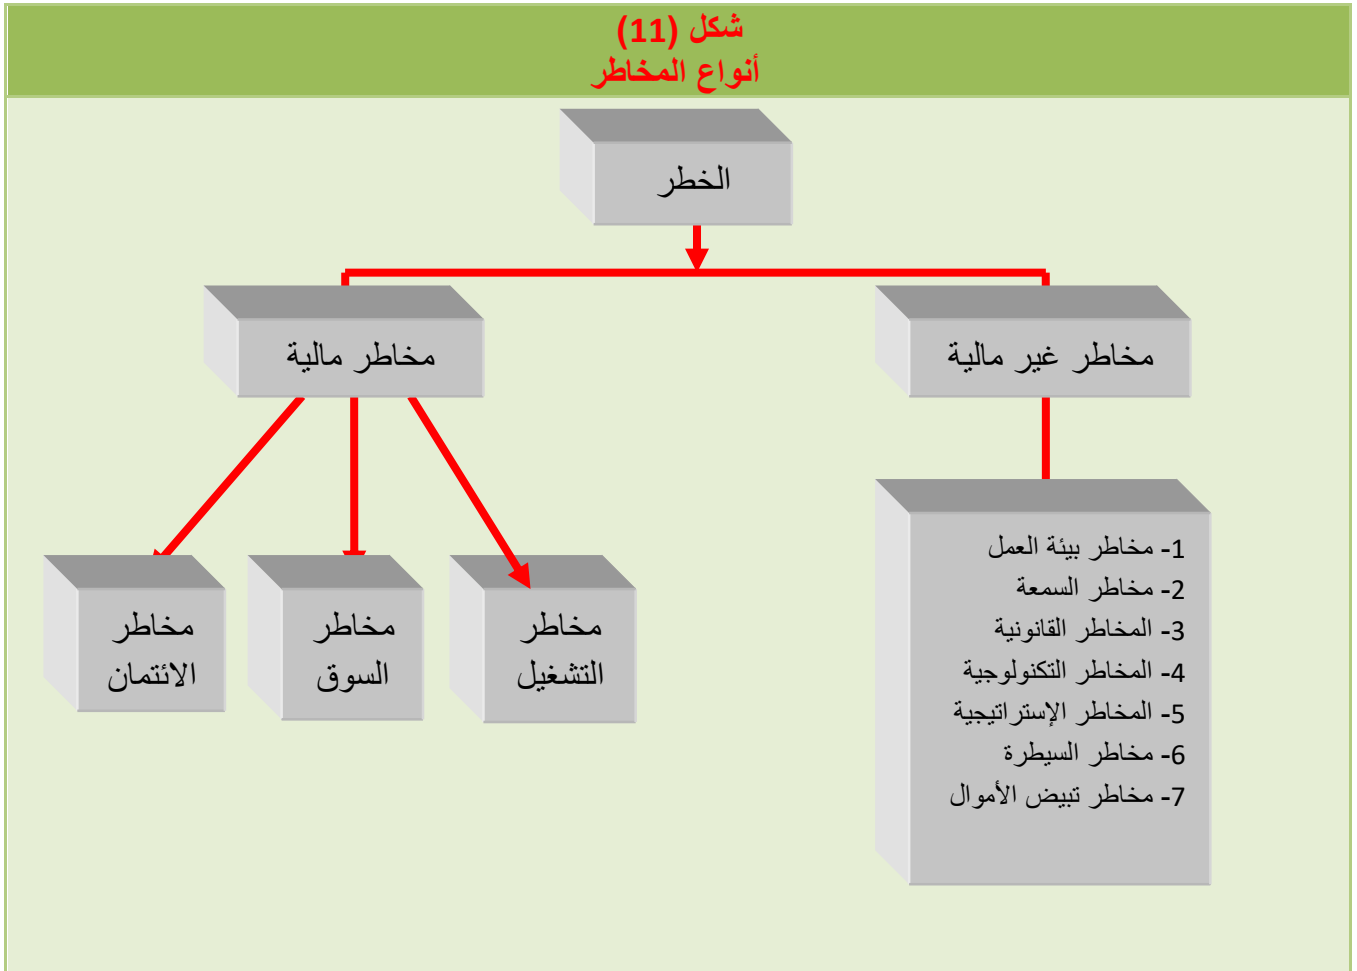 شكل (11)
أنواع المخاطر
الخطر
مخاطر غير مالية
مخاطر مالية
1- مخاطر بيئة العمل
2- مخاطر السمعة
3- المخاطر القانونية
4- المخاطر التكنولوجية
5- المخاطر الإستراتيجية
6- مخاطر السيطرة
7- مخاطر تبيض الأموال
مخاطر
التشغيل
مخاطر
السوق
مخاطر
الائتمان